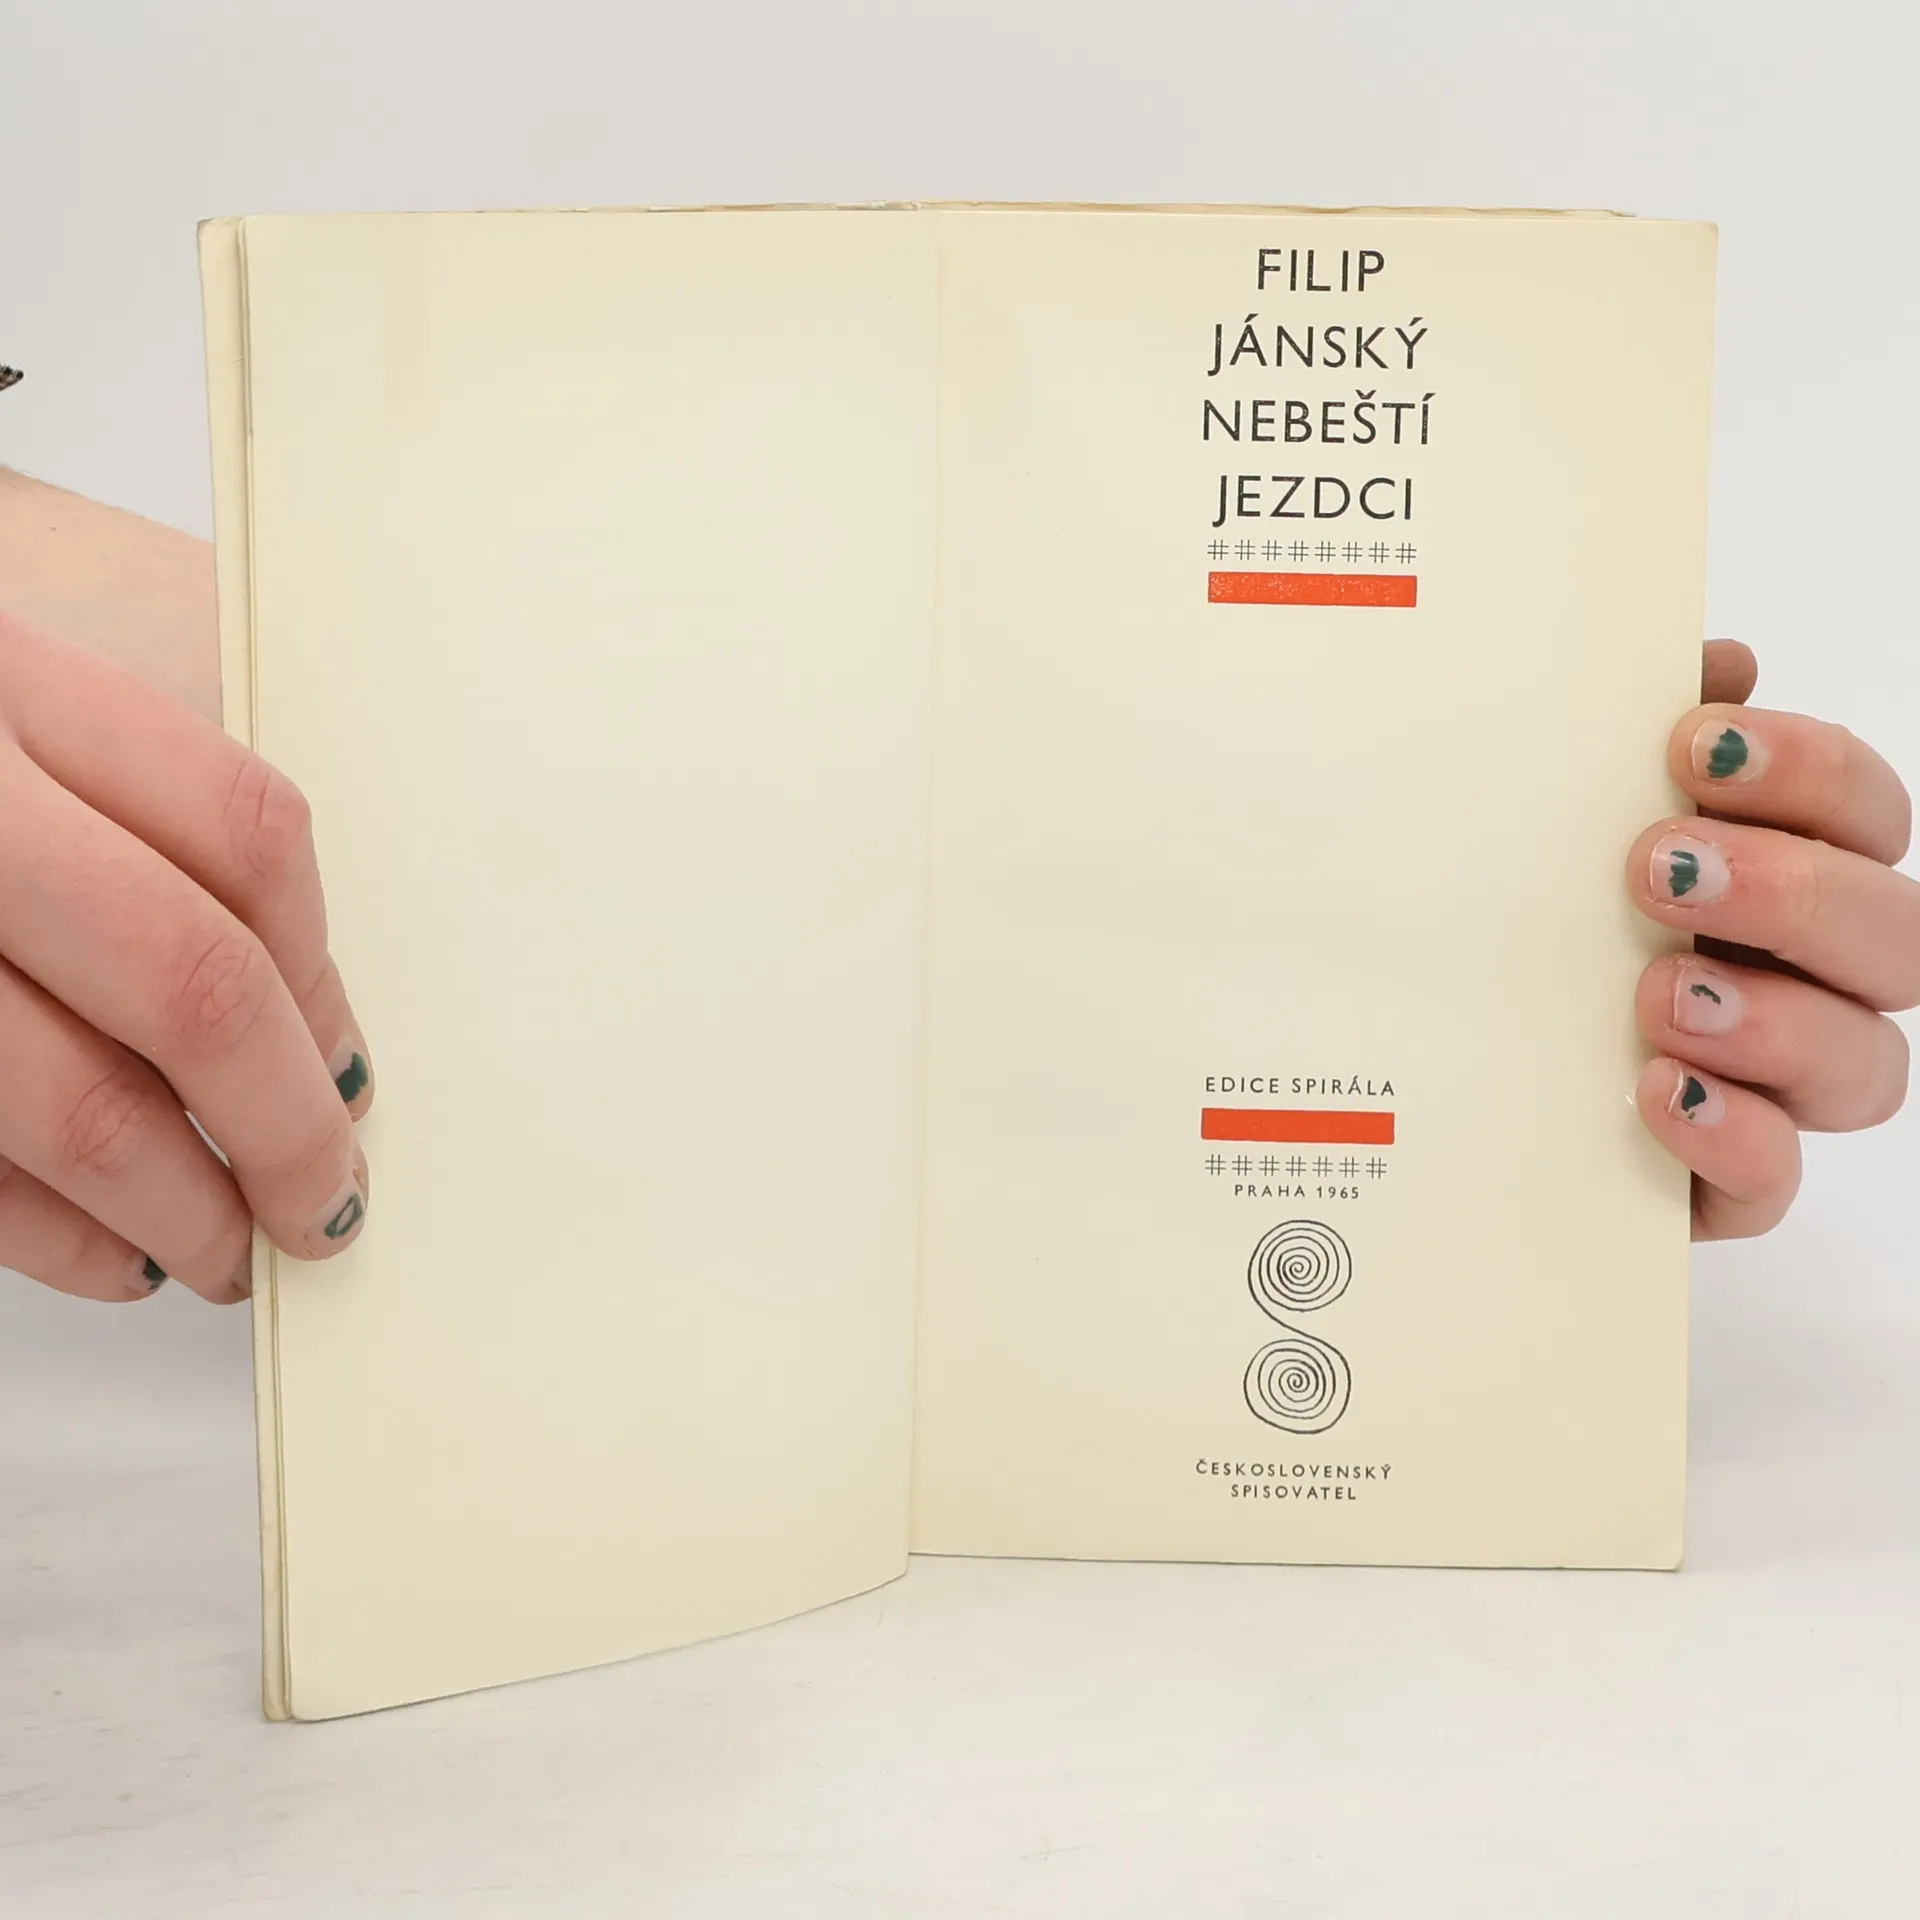 FILIP
JÁNSKÝ
NEBEŠTÍ
JEZDCI
########
EDICE SPIRÁLA
#######
PRAHA 1965
ČESKOSLOVENSKÝ
SPISOVATEL